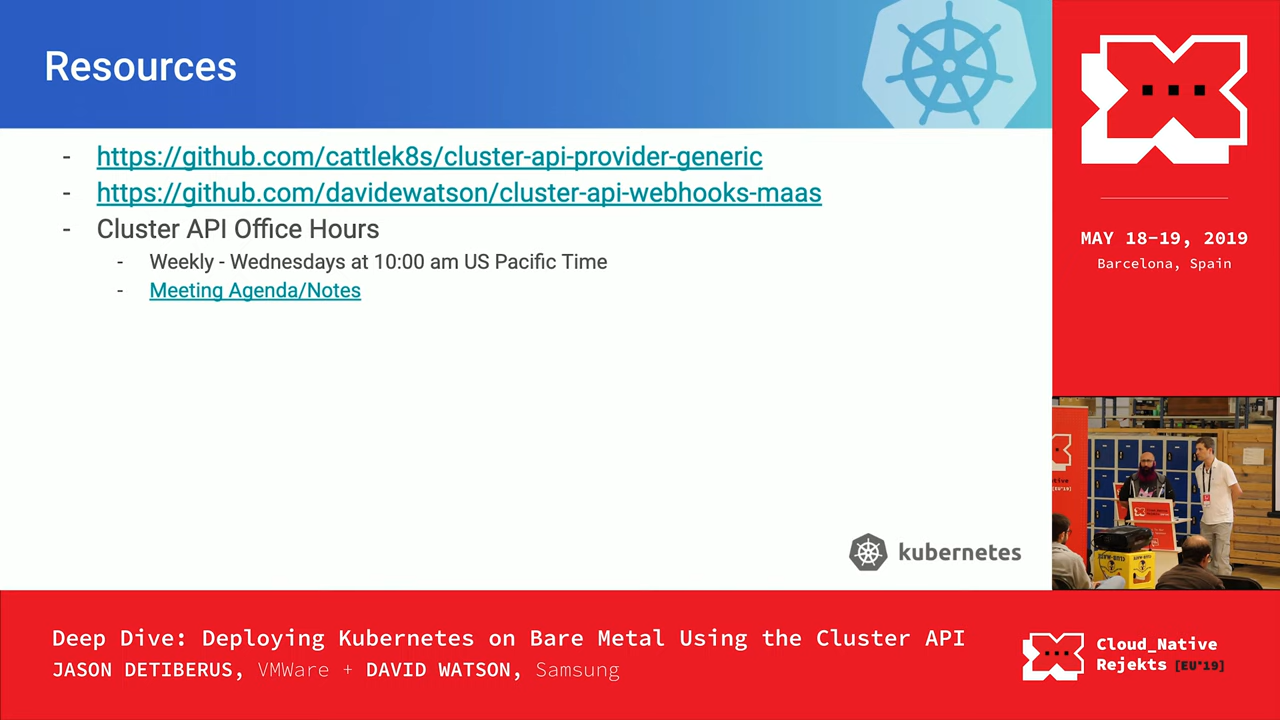 Resources
- https://github.com/cattlek8s/cluster-api-provider-generic
- https://github.com/davidewatson/cluster-api-webhooks-maas
- Cluster API Office Hours
- Weekly - Wednesdays at 10:00 am US Pacific Time
- Meeting Agenda/Notes
kubernetes
MAY 18-19, 2019
Barcelona, Spain
Deep Dive: Deploying Kubernetes on Bare Metal Using the Cluster API
JASON DETIBERUS, VMWare + DAVID WATSON, Samsung
Cloud_Native
Rejekts [EU*19]